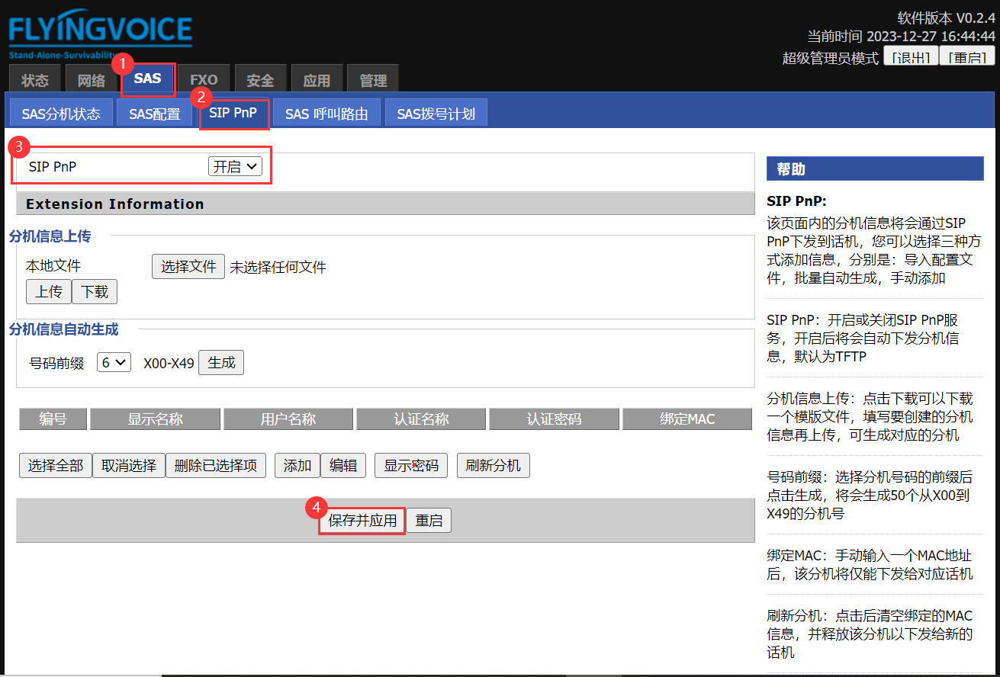 FLYINGVOICE
Stand-Alone-Survivability
软件版本 V0.2.4
当前时间 2023-12-27 16:44:44
超级管理员模式 [退出] [重启]
1
状态 网络 SAS FXO 安全 应用 管理
2
SAS分机状态 SAS配置 SIP PnP SAS 呼叫路由 SAS拨号计划
3
SIP PnP 开启
Extension Information
分机信息上传
本地文件 选择文件 未选择任何文件
上传 下载
分机信息自动生成
号码前缀 6 X00-X49 生成
编号 显示名称 用户名称 认证名称 认证密码 绑定MAC
选择全部 取消选择 删除已选择项 添加 编辑 显示密码 刷新分机
4
保存并应用 重启
帮助
SIP PnP:
该页面内的分机信息将会通过SIP
PnP下发到话机，您可以选择三种方
式添加信息，分别是：导入配置文
件，批量自动生成，手动添加
SIP PnP：开启或关闭SIP PnP服
务，开启后将会自动下发分机信
息，默认为TFTP
分机信息上传：点击下载可以下载
一个模版文件，填写要创建的分机
信息再上传，可生成对应的分机
号码前缀：选择分机号码的前缀后
点击生成，将会生成50个从X00到
X49的分机号
绑定MAC：手动输入一个MAC地址
后，该分机将仅能下发给对应话机
刷新分机：点击后清空绑定的MAC
信息，并释放该分机以下发给新的
话机